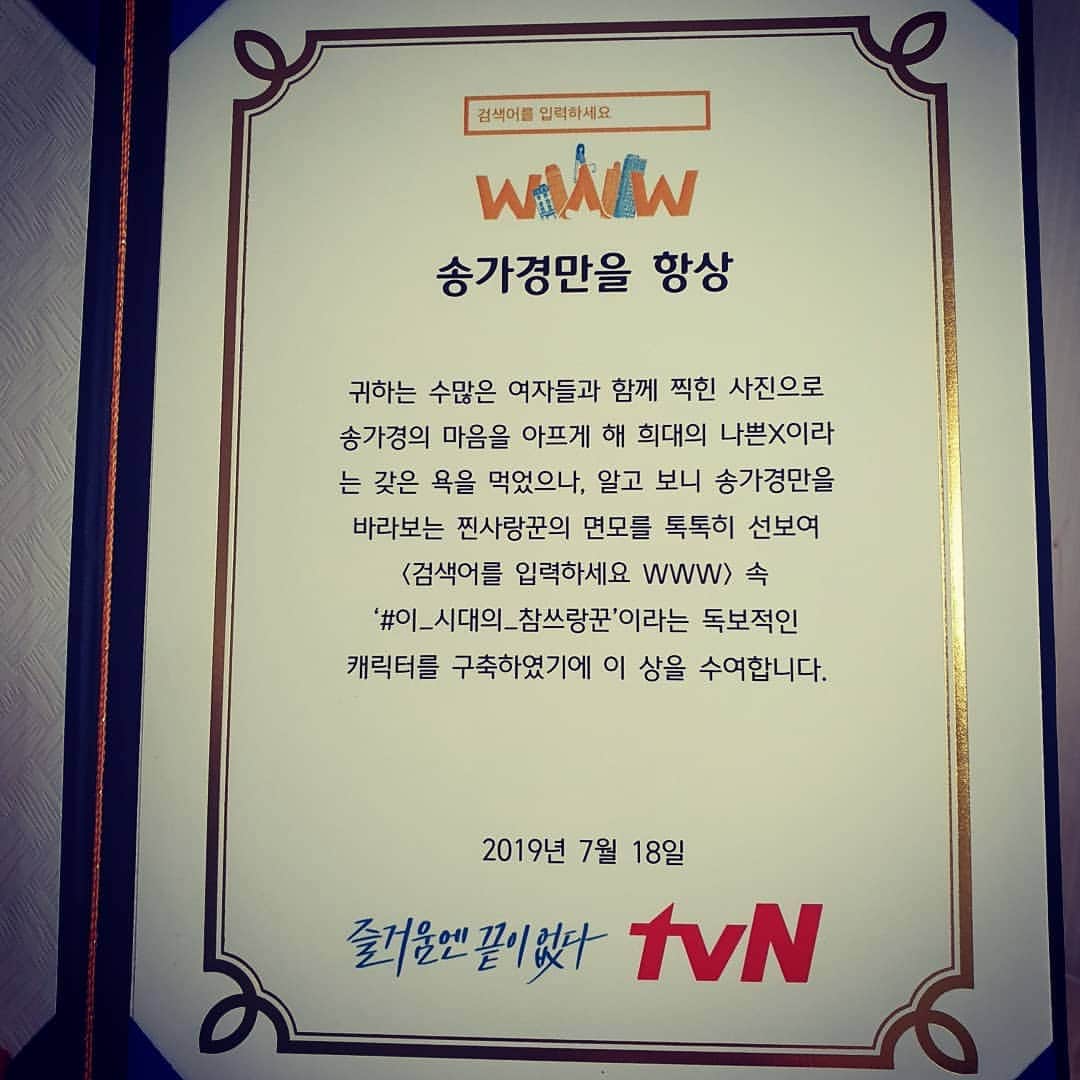 검색어를 입력하세요
WWW
송가경만을 항상
귀하는 수많은 여자들과 함께 찍힌 사진으로
송가경의 마음을 아프게 해 희대의 나쁜X이라
는 갖은 욕을 먹었으나, 알고 보니 송가경만을
바라보는 찐사랑꾼의 면모를 톡톡히 선보여
<검색어를 입력하세요 WWW> 속
‘#이_시대의_참쓰랑꾼’이라는 독보적인
캐릭터를 구축하였기에 이 상을 수여합니다.
2019년 7월 18일
즐거움엔 끝이 없다 tvN